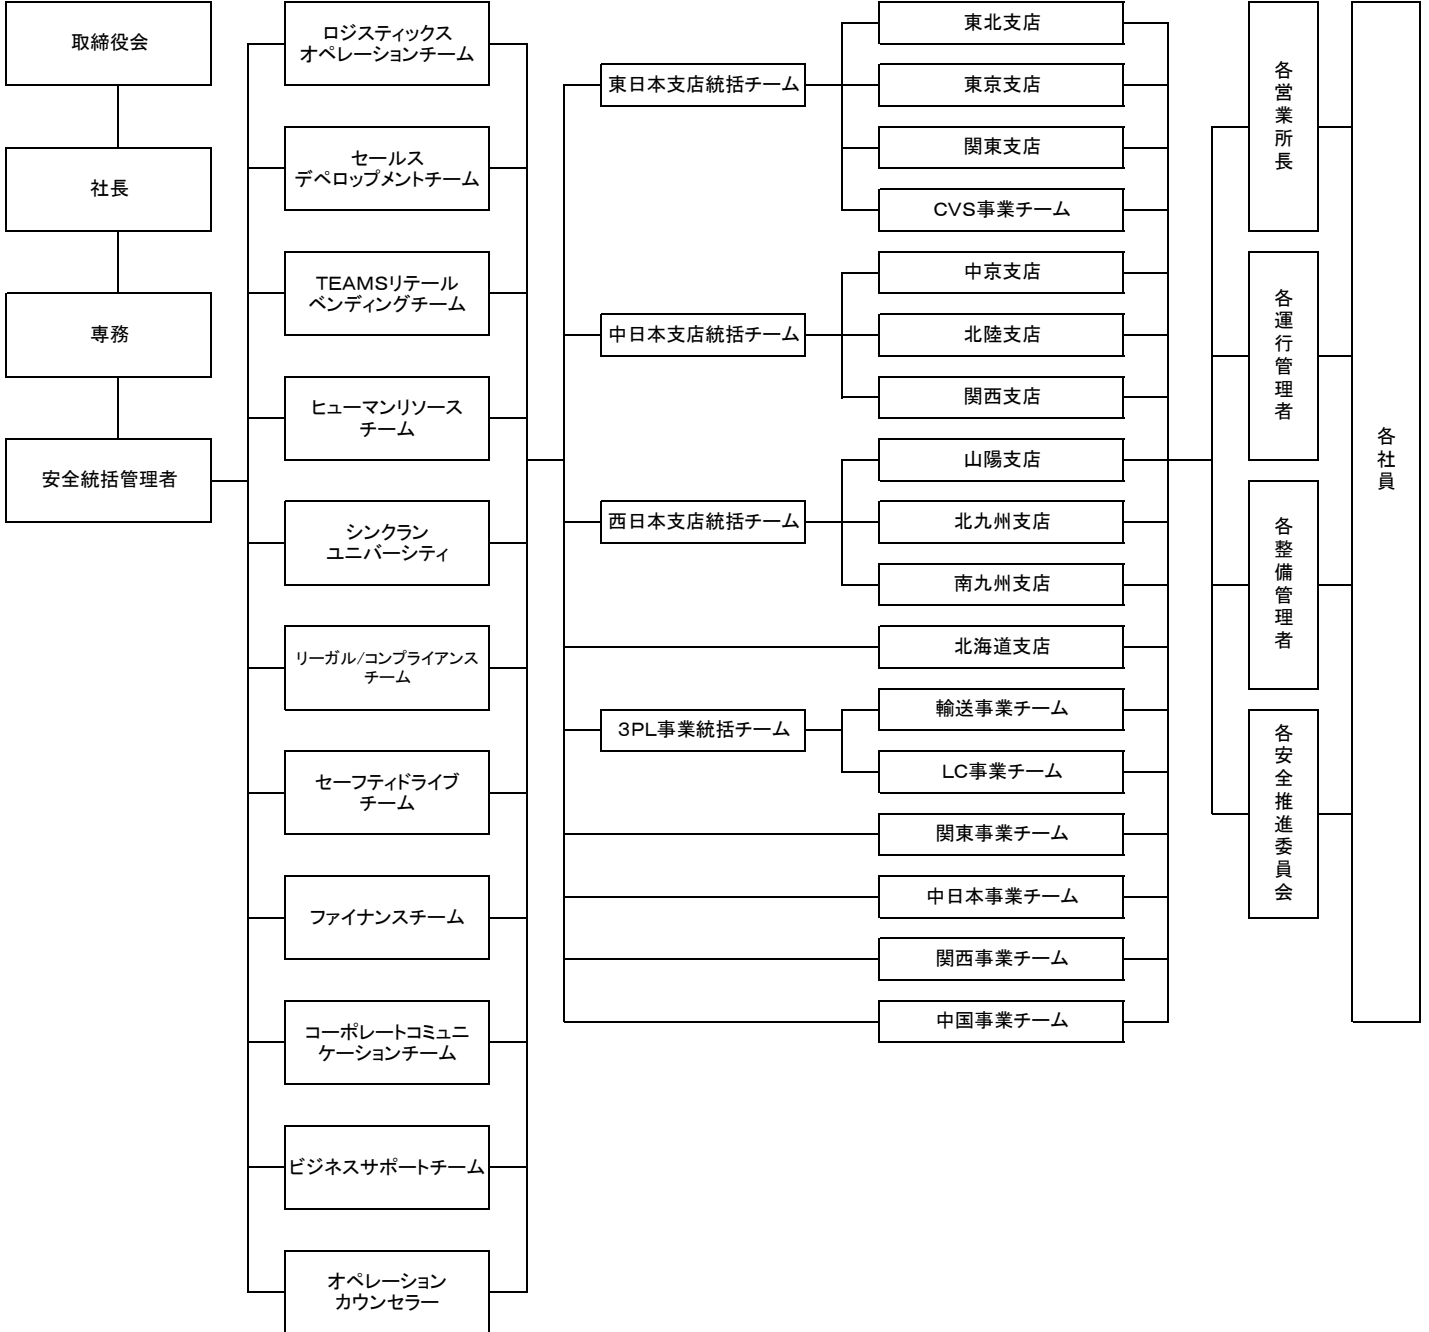 取締役会
社長
専務
安全統括管理者
ロジスティックス
オペレーションチーム
セールス
デペロップメントチーム
TEAMSリテール
ベンディングチーム
ヒューマンリソース
チーム
シンクラン
ユニバーシティ
リーガル/コンプライアンス
チーム
セーフティドライブ
チーム
ファイナンスチーム
コーポレートコミュニ
ケーションチーム
ビジネスサポートチーム
オペレーション
カウンセラー
東日本支店統括チーム
中日本支店統括チーム
西日本支店統括チーム
3PL事業統括チーム
東北支店
東京支店
関東支店
CVS事業チーム
中京支店
北陸支店
関西支店
山陽支店
北九州支店
南九州支店
北海道支店
輸送事業チーム
LC事業チーム
関東事業チーム
中日本事業チーム
関西事業チーム
中国事業チーム
各営業所長
各運行管理者
各整備管理者
各安全推進委員会
各社員